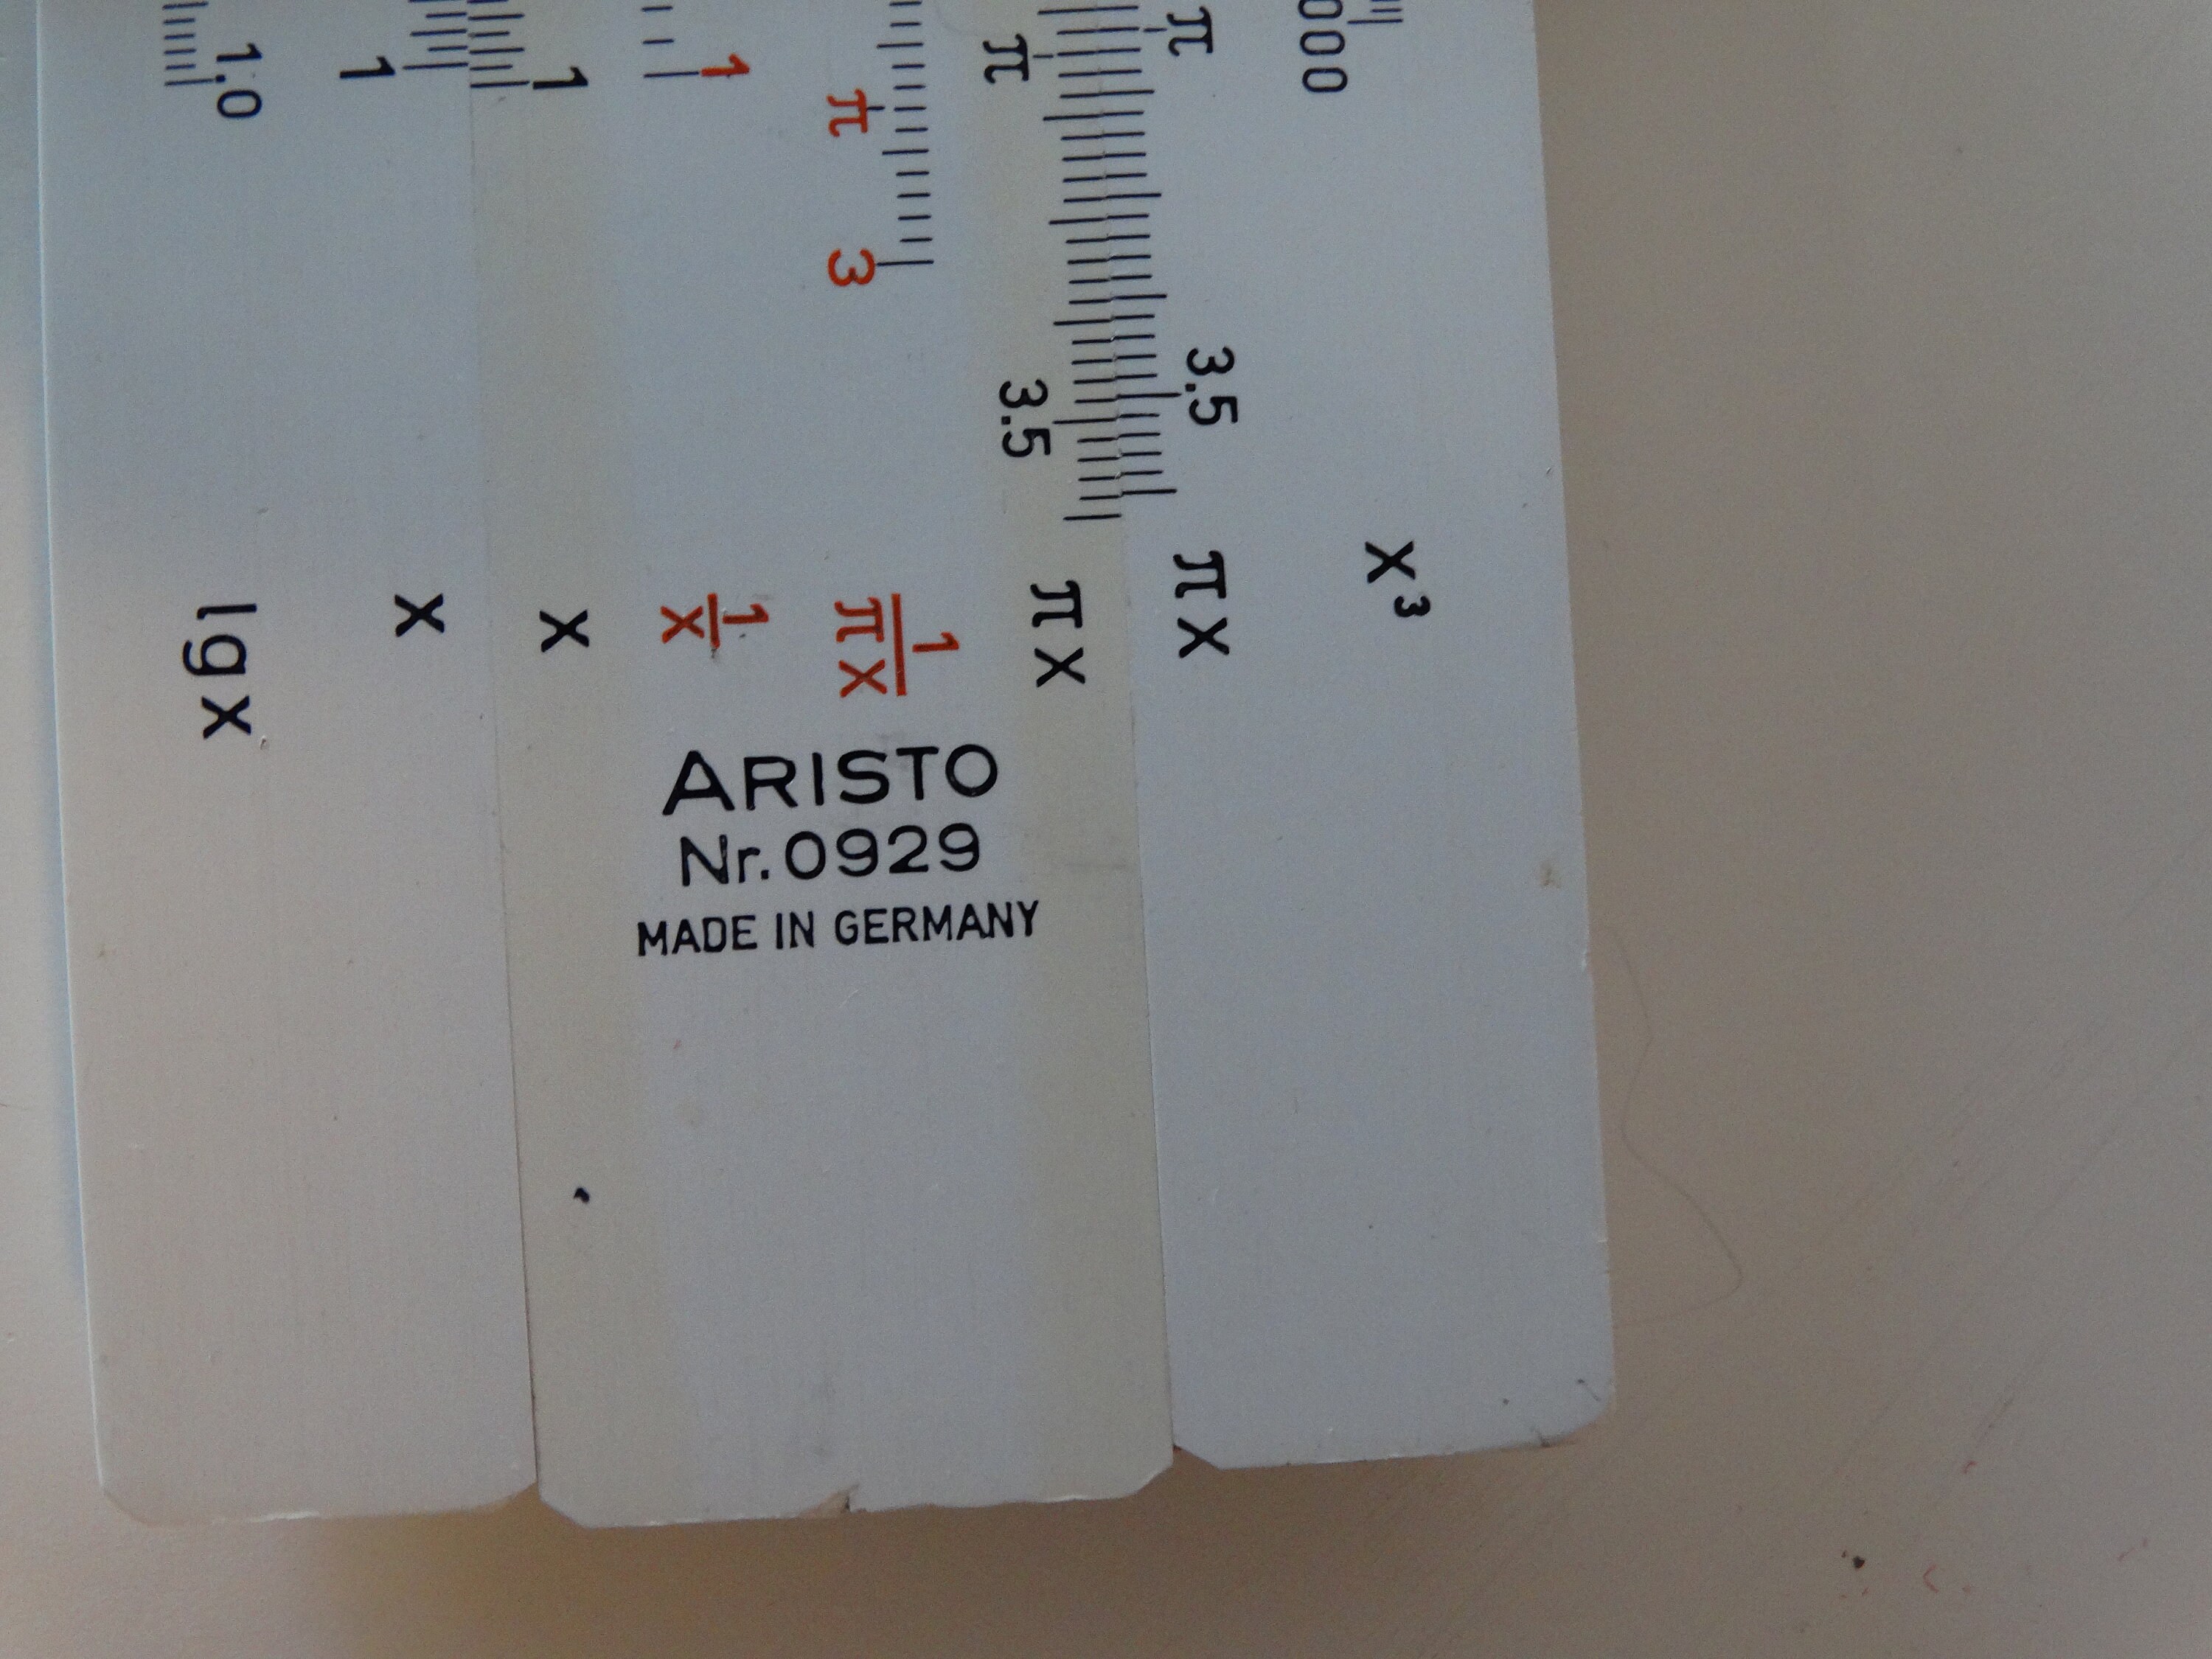 000
π
3.5
x³
πx
π
3.5
πx
π
3
1/πx
1
1/x
1
x
1
x
1.0
lg x
ARISTO
Nr. 0929
MADE IN GERMANY